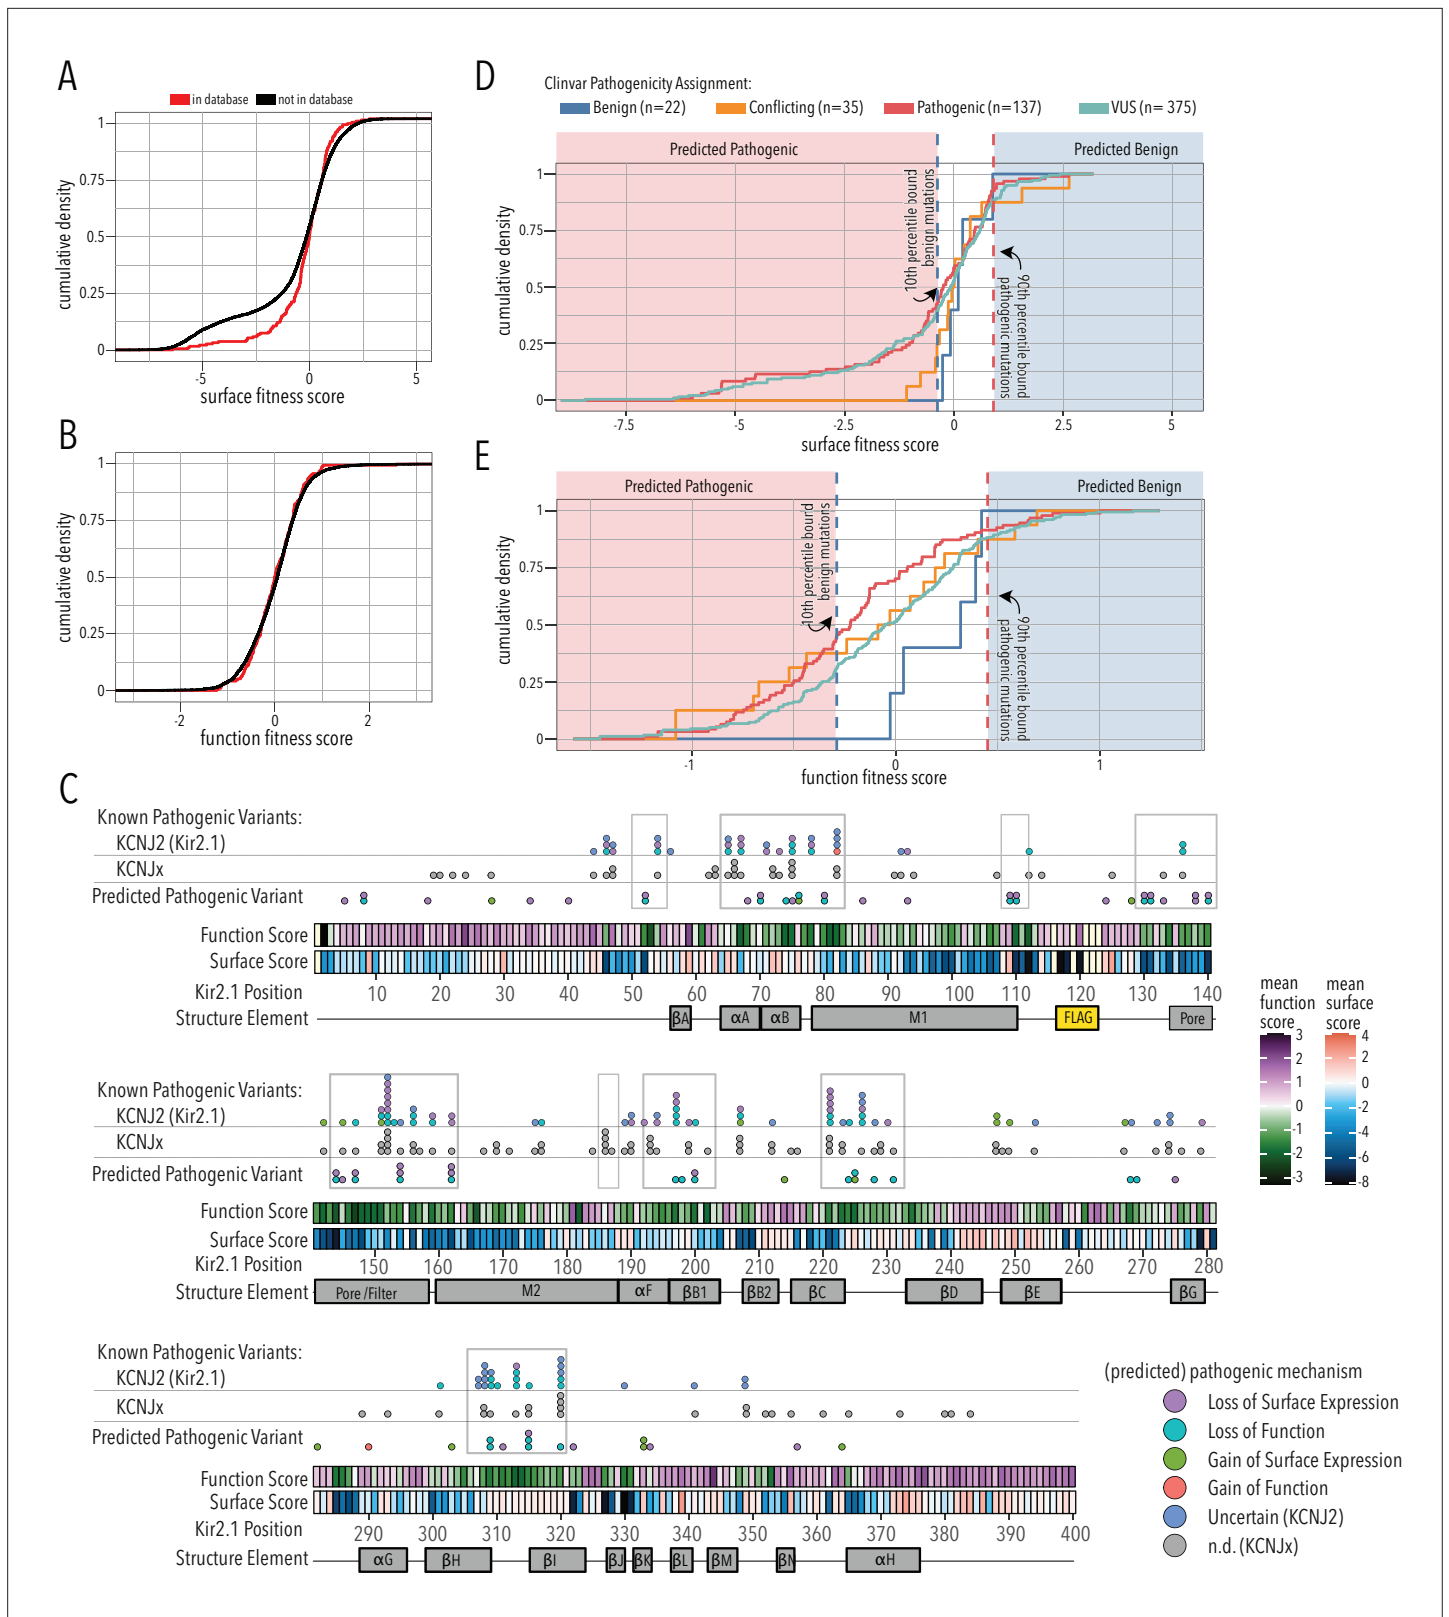 A
in database
not in database
1
0.75
0.5
0.25
0
cumulative density
-5
0
5
surface fitness score
B
1
0.75
0.5
0.25
0
cumulative density
-2
0
2
function fitness score
D
Clinvar Pathogenicity Assignment:
Benign (n=22)
Conflicting (n=35)
Pathogenic (n=137)
VUS (n= 375)
Predicted Pathogenic
Predicted Benign
10th percentile bound
benign mutations
90th percentile bound
pathogenic mutations
1
0.75
0.5
0.25
0
cumulative density
-7.5
-5
-2.5
0
2.5
5
surface fitness score
E
Predicted Pathogenic
Predicted Benign
10th percentile bound
benign mutations
90th percentile bound
pathogenic mutations
1
0.75
0.5
0.25
0
cumulative density
-1
0
1
function fitness score
C
Known Pathogenic Variants:
KCNJ2 (Kir2.1)
KCNJx
Predicted Pathogenic Variant
Function Score
Surface Score
Kir2.1 Position
10 20 30 40 50 60 70 80 90 100 110 120 130 140
Structure Element
βA αA αB M1 FLAG Pore
Known Pathogenic Variants:
KCNJ2 (Kir2.1)
KCNJx
Predicted Pathogenic Variant
Function Score
Surface Score
Kir2.1 Position
150 160 170 180 190 200 210 220 230 240 250 260 270 280
Structure Element
Pore /Filter M2 αF βB1 βB2 βC βD βE βG
Known Pathogenic Variants:
KCNJ2 (Kir2.1)
KCNJx
Predicted Pathogenic Variant
Function Score
Surface Score
Kir2.1 Position
290 300 310 320 330 340 350 360 370 380 390 400
Structure Element
αG βH βI βJ βK βL βM βN αH
mean
function
score
3
2
1
0
-1
-2
-3
mean
surface
score
4
2
0
-2
-4
-6
-8
(predicted) pathogenic mechanism
Loss of Surface Expression
Loss of Function
Gain of Surface Expression
Gain of Function
Uncertain (KCNJ2)
n.d. (KCNJx)